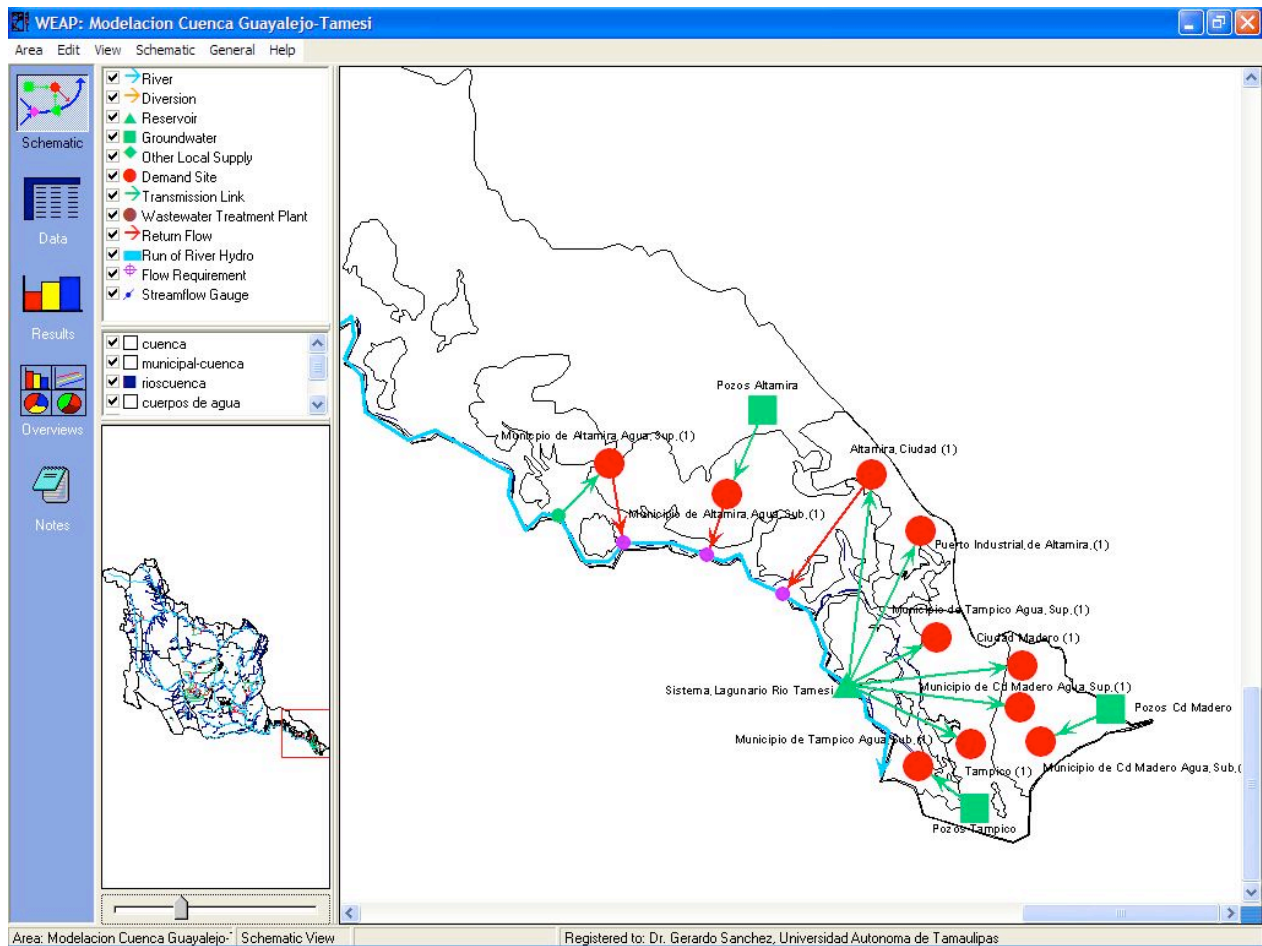 WEAP: Modelacion Cuenca Guayalejo-Tamesi
Area Edit View Schematic General Help
Schematic
Data
Results
Overviews
Notes
River
Diversion
Reservoir
Groundwater
Other Local Supply
Demand Site
Transmission Link
Wastewater Treatment Plant
Return Flow
Run of River Hydro
Flow Requirement
Streamflow Gauge
cuenca
municipal-cuenca
rioscuenca
cuerpos de agua
Pozos Altamira
Municpio de Altamira Agua, Sup, (1)
Altamira, Ciudad (1)
Municipio de Altamira, Agua, Sub, (1)
Puerto Industrial, de Altamira, (1)
Municipio de Tampico Agua, Sup, (1)
Ciudad Madero (1)
Sistema, Lagunario Rio Tamesi
Municipio de Cd Madero Agua, Sup, (1)
Pozos Cd Madero
Municipio de Tampico Agua, Sub, (1)
Tampico (1)
Municipio de Cd Madero Agua, Sub, (
Pozos Tampico
Area: Modelacion Cuenca Guayalejo-T
Schematic View
Registered to: Dr. Gerardo Sanchez, Universidad Autonoma de Tamaulipas